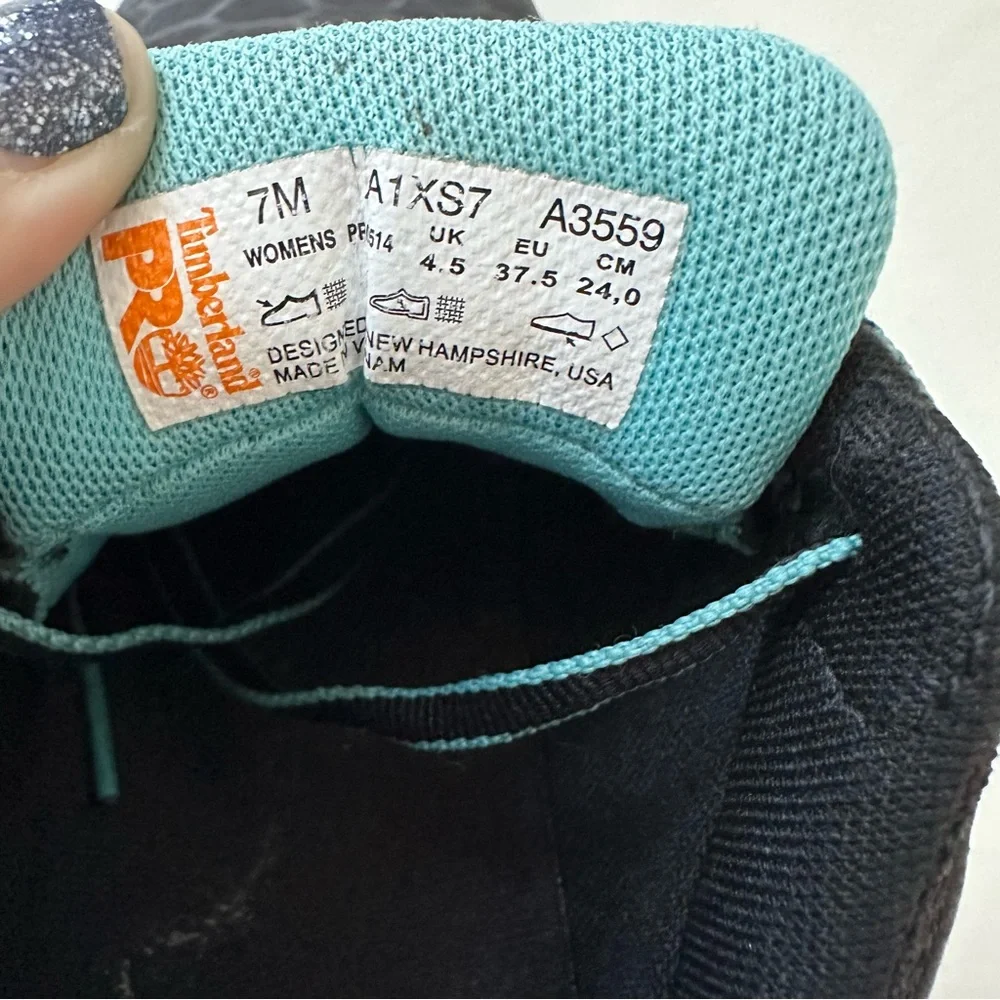 Timberland®
PRO®
7M A1XS7 A3559
WOMENS UK EU CM
4.5 37.5 24,0
DESIGNED NEW HAMPSHIRE, USA
MADE